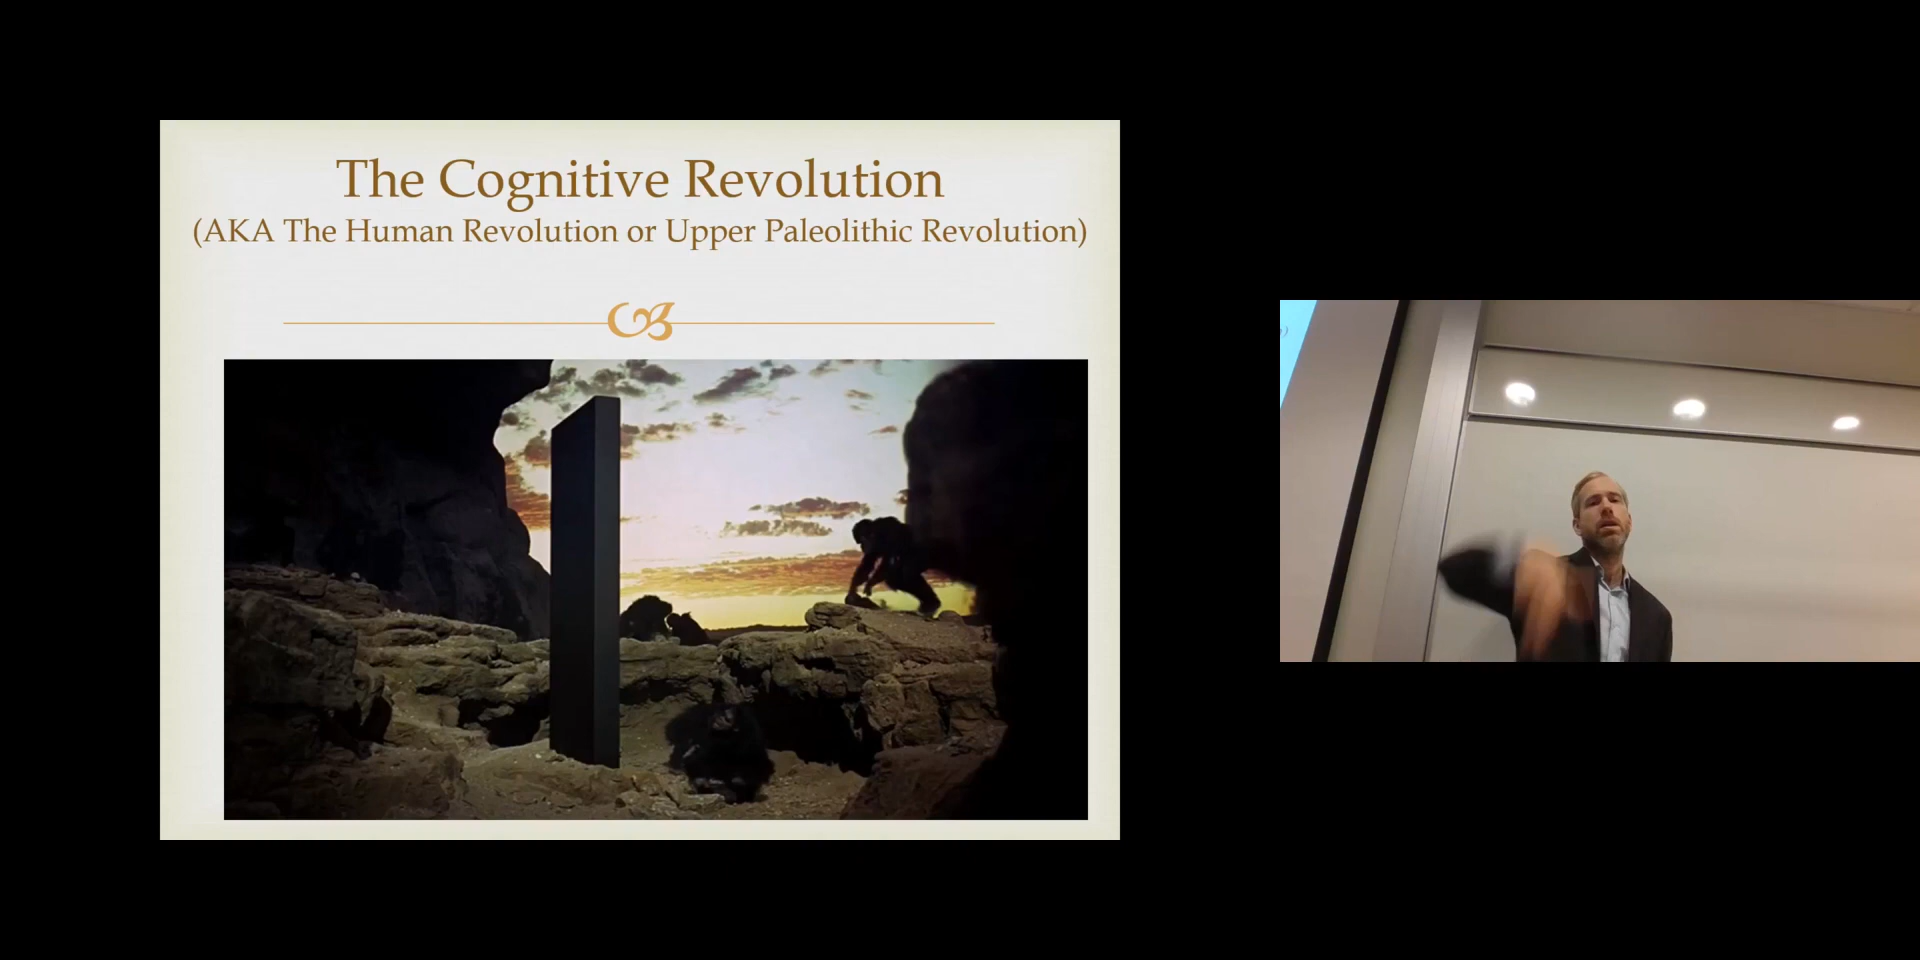 The Cognitive Revolution
(AKA The Human Revolution or Upper Paleolithic Revolution)